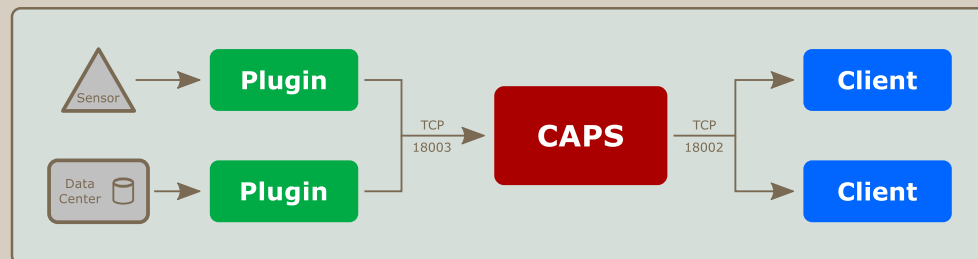 Sensor
Plugin
Data
Center
Plugin
TCP
18003
CAPS
TCP
18002
Client
Client